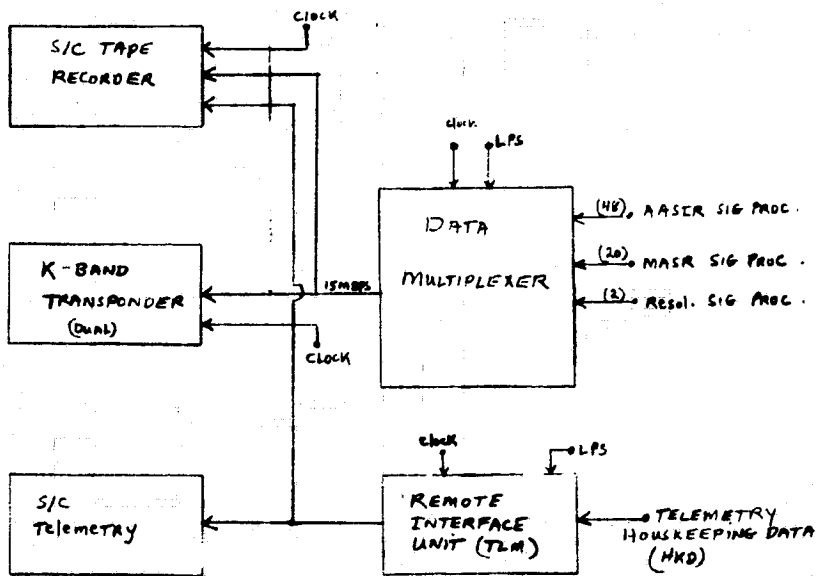 CLOCK
S/C TAPE
RECORDER
clock.
LPS
DATA
MULTIPLEXER
(48) AASIR SIG PROC.
(20) MASR SIG PROC.
(2) Resol. SIG PROC.
K-BAND
TRANSPONDER
(DUAL)
15MBPS
CLOCK
clock
LPS
S/C
Telemetry
REMOTE
INTERFACE
UNIT (TLM)
TELEMETRY
HOUSKEEPING DATA
(HKD)